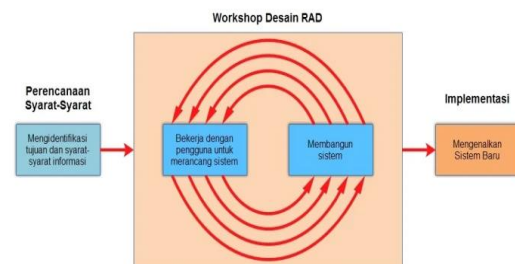 Workshop Desain RAD
Perencanaan
Syarat-Syarat
Mengidentifikasi
tujuan dan syarat-
syarat informasi
Bekerja dengan
pengguna untuk
merancang sistem
Membangun
sistem
Implementasi
Mengenalkan
Sistem Baru